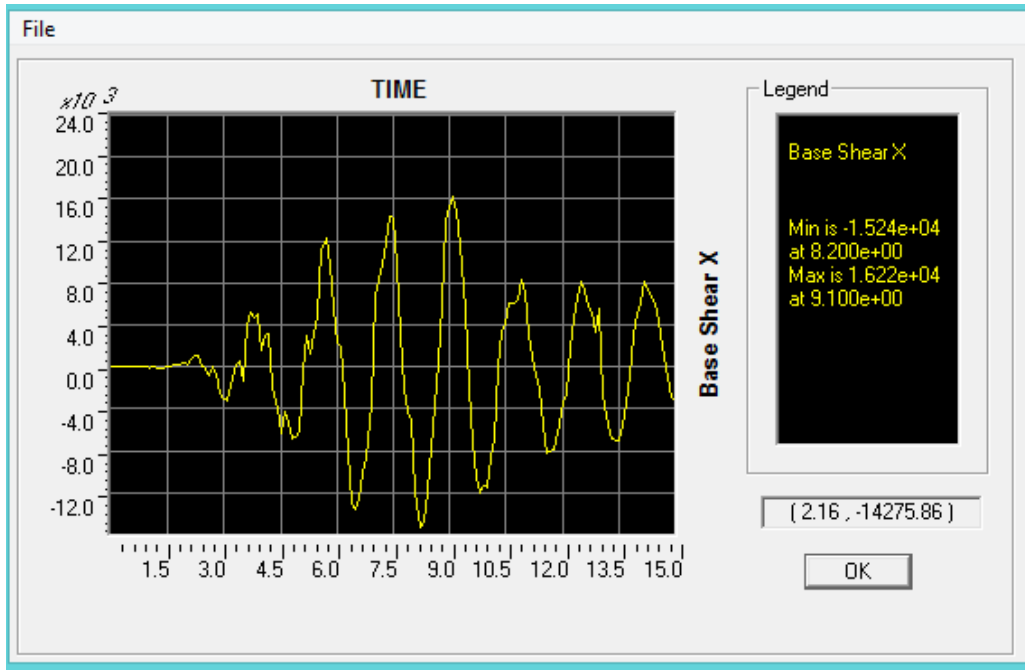 File
TIME
x10 3
24.0
20.0
16.0
12.0
8.0
4.0
0.0
-4.0
-8.0
-12.0
1.5 3.0 4.5 6.0 7.5 9.0 10.5 12.0 13.5 15.0
Base Shear X
Legend
Base Shear X
Min is -1.524e+04
at 8.200e+00
Max is 1.622e+04
at 9.100e+00
( 2.16 , -14275.86 )
OK